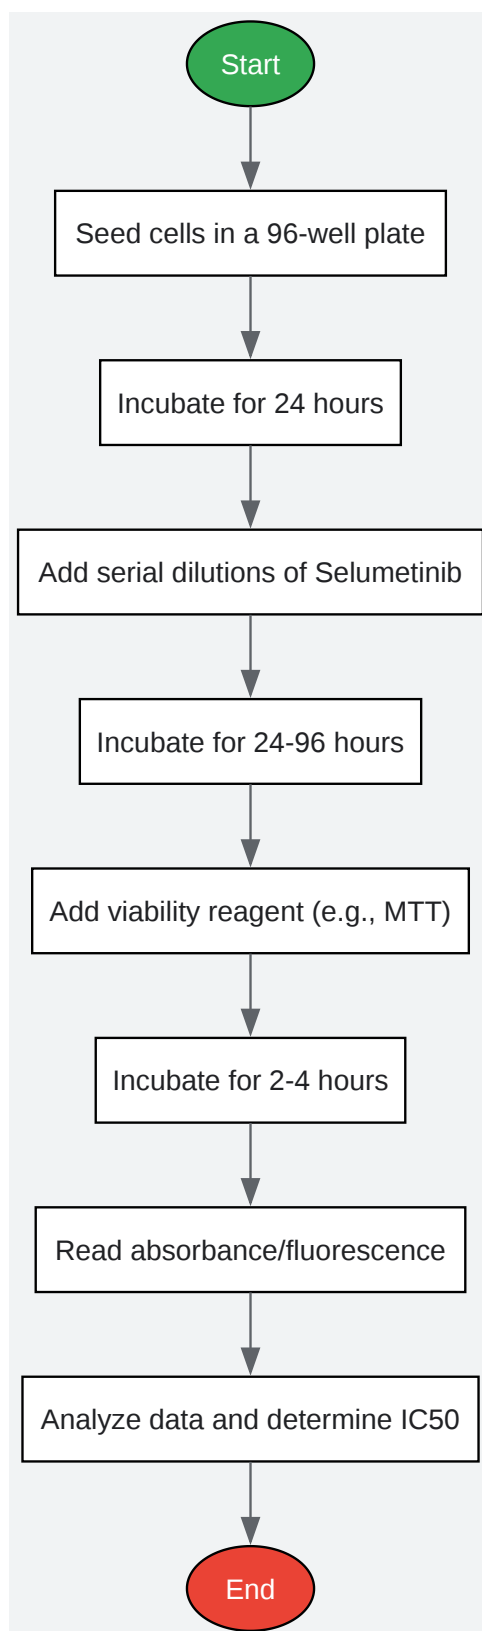 Start
Seed cells in a 96-well plate
Incubate for 24 hours
Add serial dilutions of Selumetinib
Incubate for 24-96 hours
Add viability reagent (e.g., MTT)
Incubate for 2-4 hours
Read absorbance/fluorescence
Analyze data and determine IC50
End